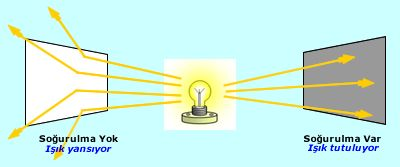 Soğurulma Yok
Işık yansıyor
Soğurulma Var
Işık tutuluyor